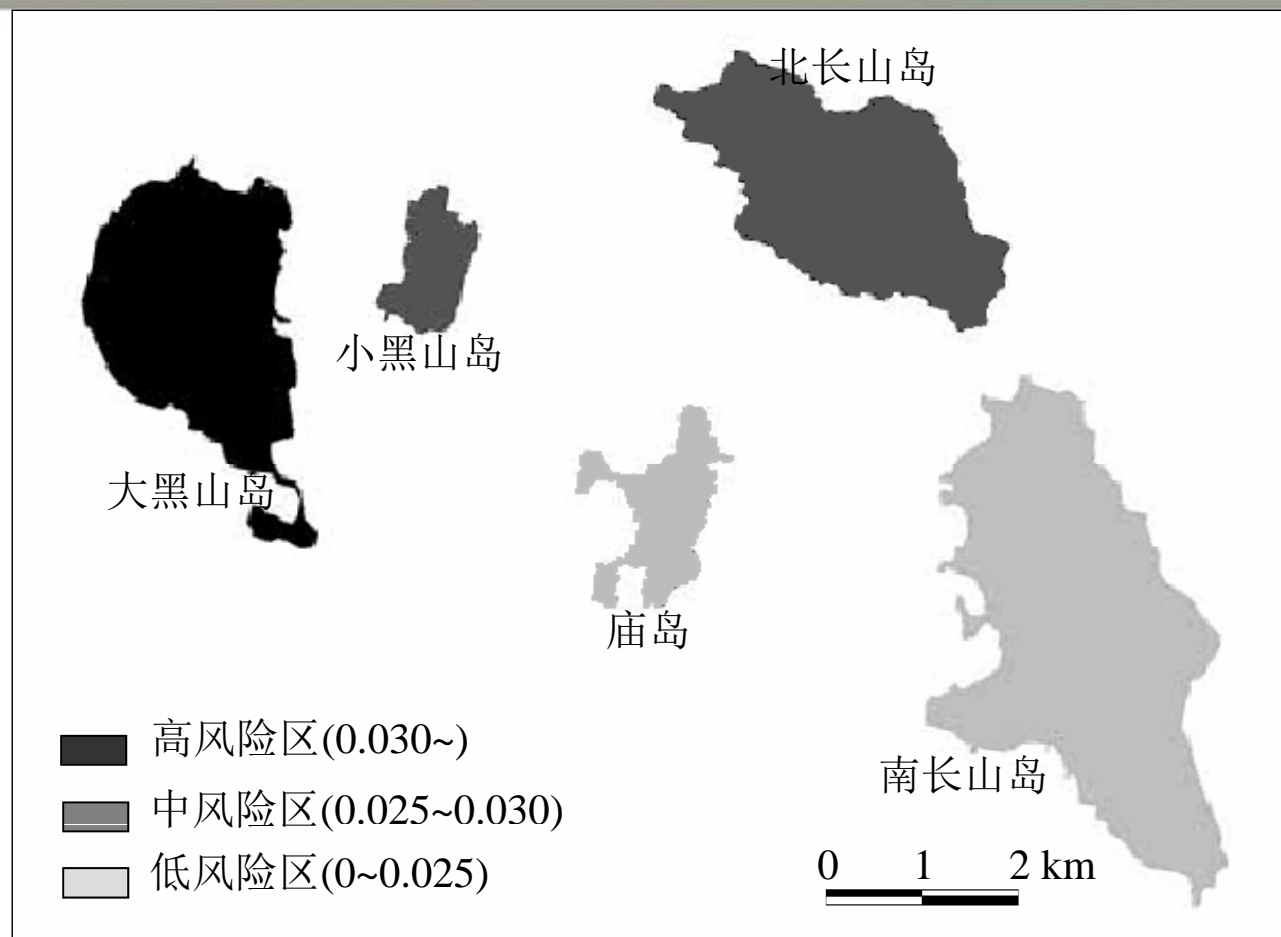 北长山岛
小黑山岛
大黑山岛
庙岛
南长山岛
高风险区(0.030~)
中风险区(0.025~0.030)
低风险区(0~0.025)
0 1 2 km